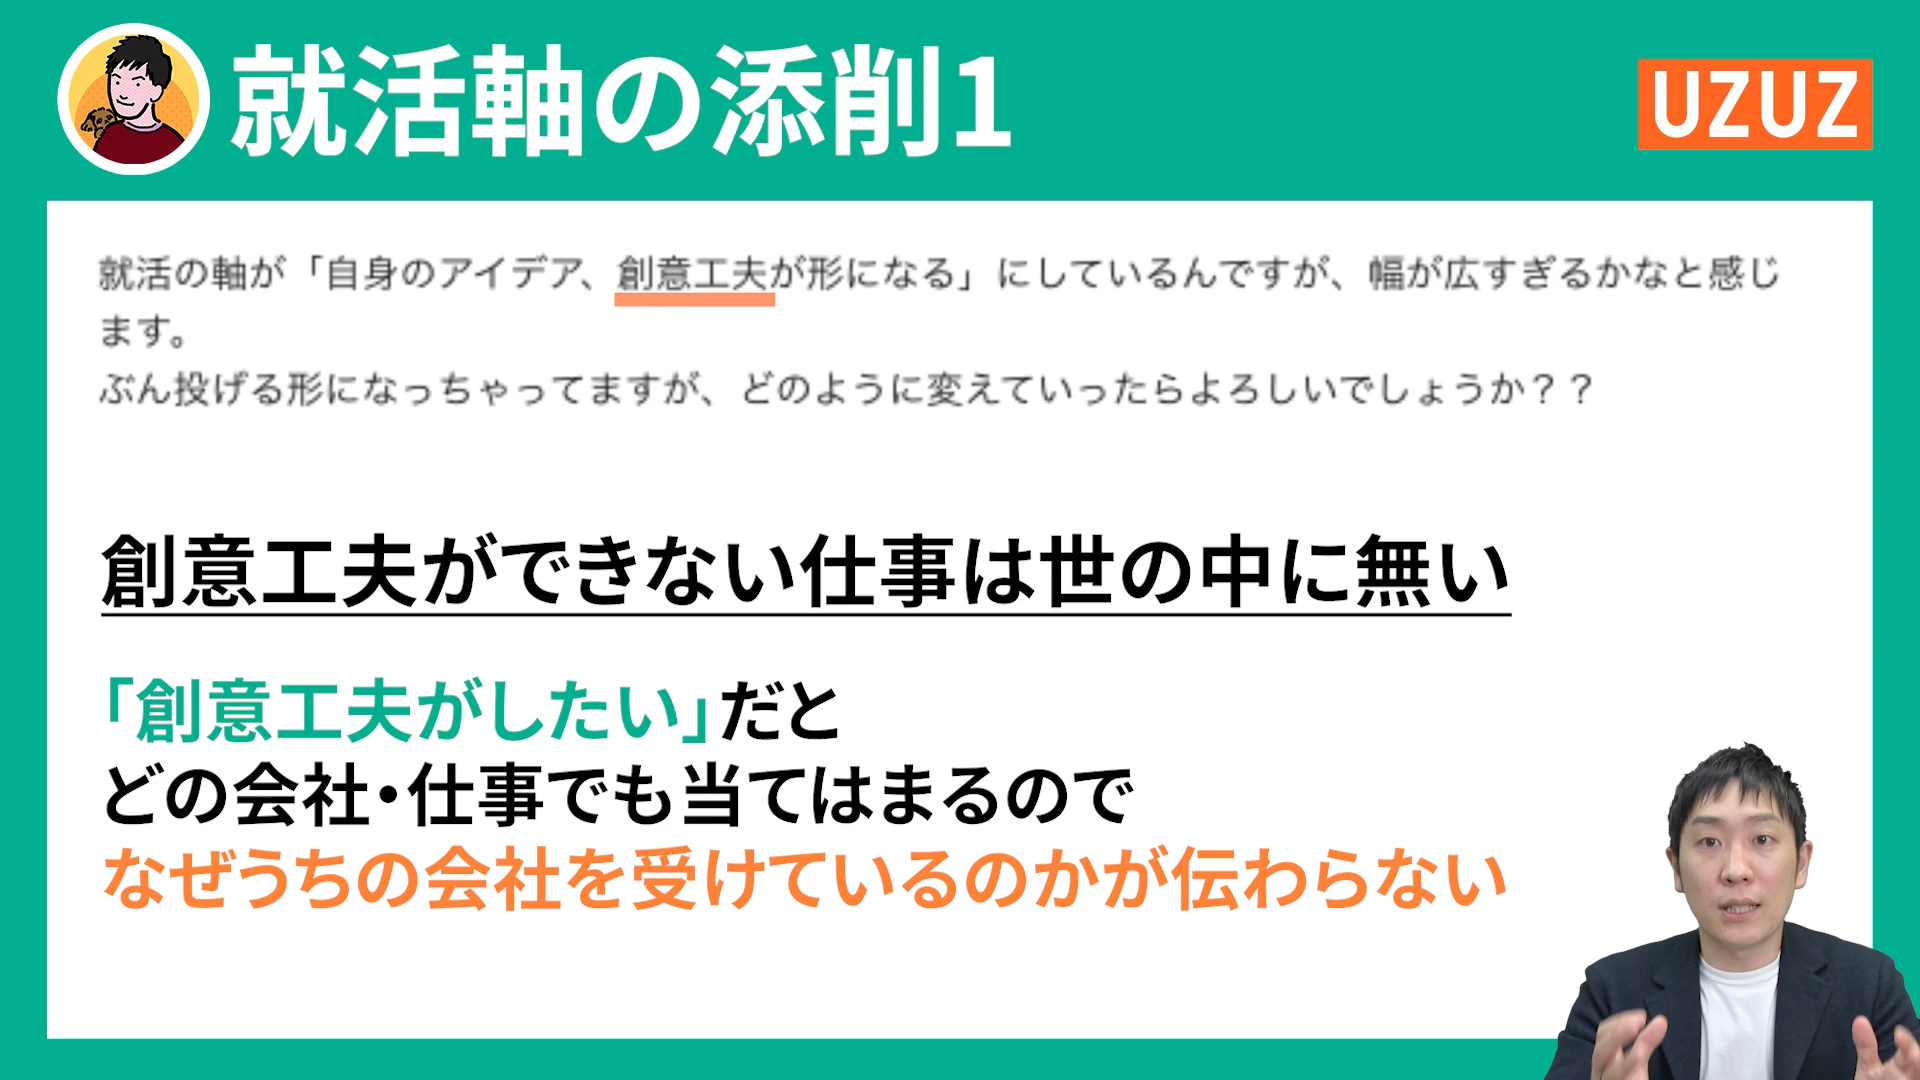 就活軸の添削1
UZUZ
就活の軸が「自身のアイデア、創意工夫が形になる」にしているんですが、幅が広すぎるかなと感じ
ます。
ぶん投げる形になっちゃってますが、どのように変えていったらよろしいでしょうか？？
創意工夫ができない仕事は世の中に無い
「創意工夫がしたい」だと
どの会社・仕事でも当てはまるので
なぜうちの会社を受けているのかが伝わらない